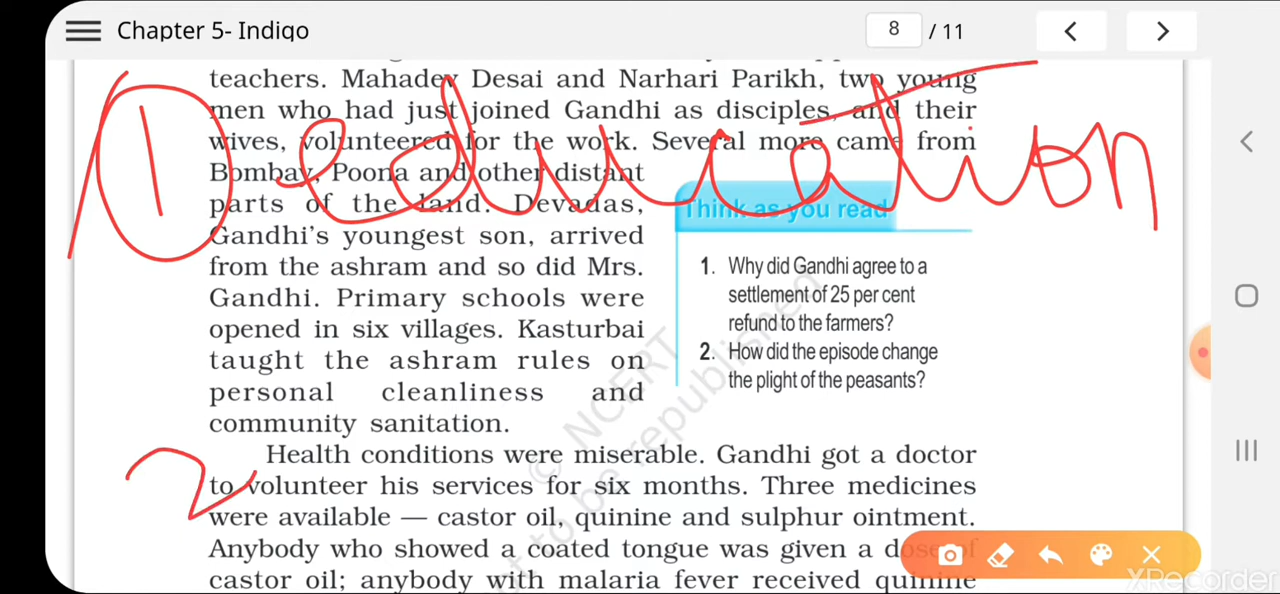 Chapter 5- Indigo
8 / 11
teachers. Mahadev Desai and Narhari Parikh, two young
men who had just joined Gandhi as disciples, and their
wives, volunteered for the work. Several more came from
Bombay, Poona and other distant
parts of the land. Devadas,
Gandhi's youngest son, arrived
from the ashram and so did Mrs.
Gandhi. Primary schools were
opened in six villages. Kasturbai
taught the ashram rules on
personal cleanliness and
community sanitation.
1 education
Think as you read
1. Why did Gandhi agree to a
settlement of 25 per cent
refund to the farmers?
2. How did the episode change
the plight of the peasants?
© NCERT
not to be republished
2
Health conditions were miserable. Gandhi got a doctor
to volunteer his services for six months. Three medicines
were available — castor oil, quinine and sulphur ointment.
Anybody who showed a coated tongue was given a dose of
castor oil; anybody with malaria fever received quinine
XRecorder